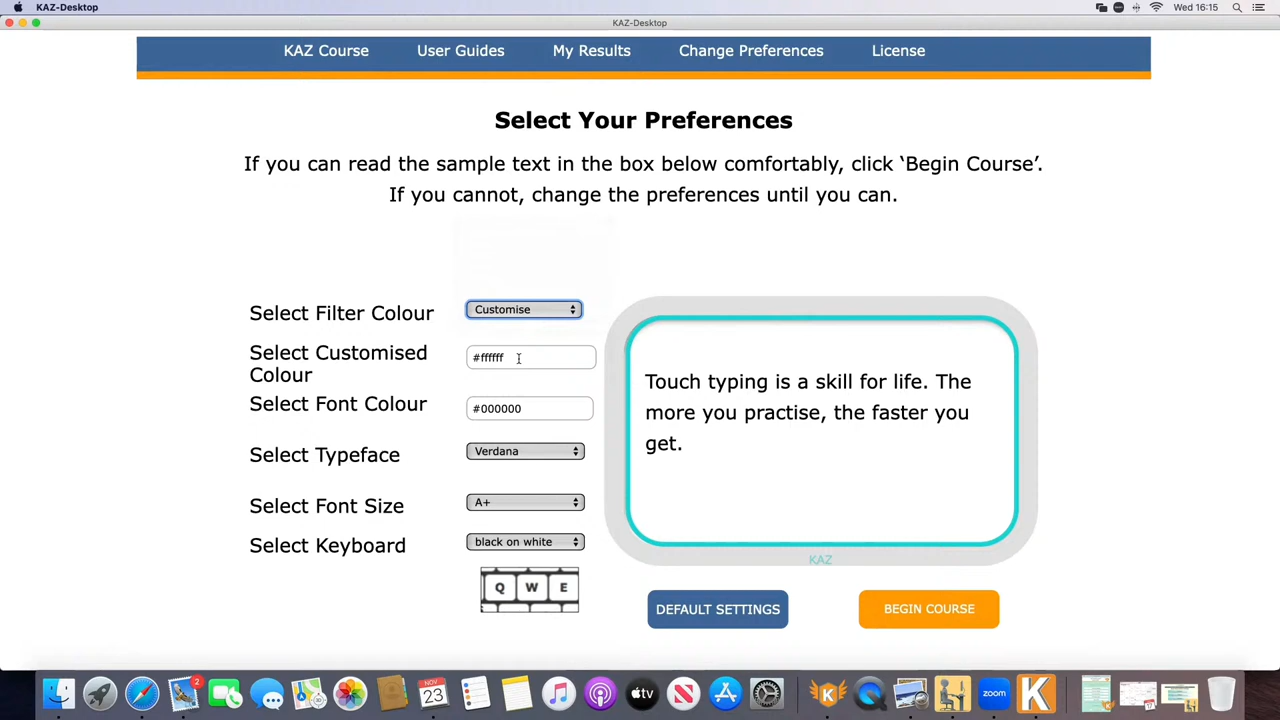 KAZ-Desktop
Wed 16:15
KAZ-Desktop
KAZ Course
User Guides
My Results
Change Preferences
License
Select Your Preferences
If you can read the sample text in the box below comfortably, click ‘Begin Course’.
If you cannot, change the preferences until you can.
Select Filter Colour
Customise
Select Customised
Colour
#ffffff
Select Font Colour
#000000
Select Typeface
Verdana
Select Font Size
A+
Select Keyboard
black on white
Q W E
Touch typing is a skill for life. The
more you practise, the faster you
get.
KAZ
DEFAULT SETTINGS
BEGIN COURSE
2
NOV
23
tv
zoom
K
K